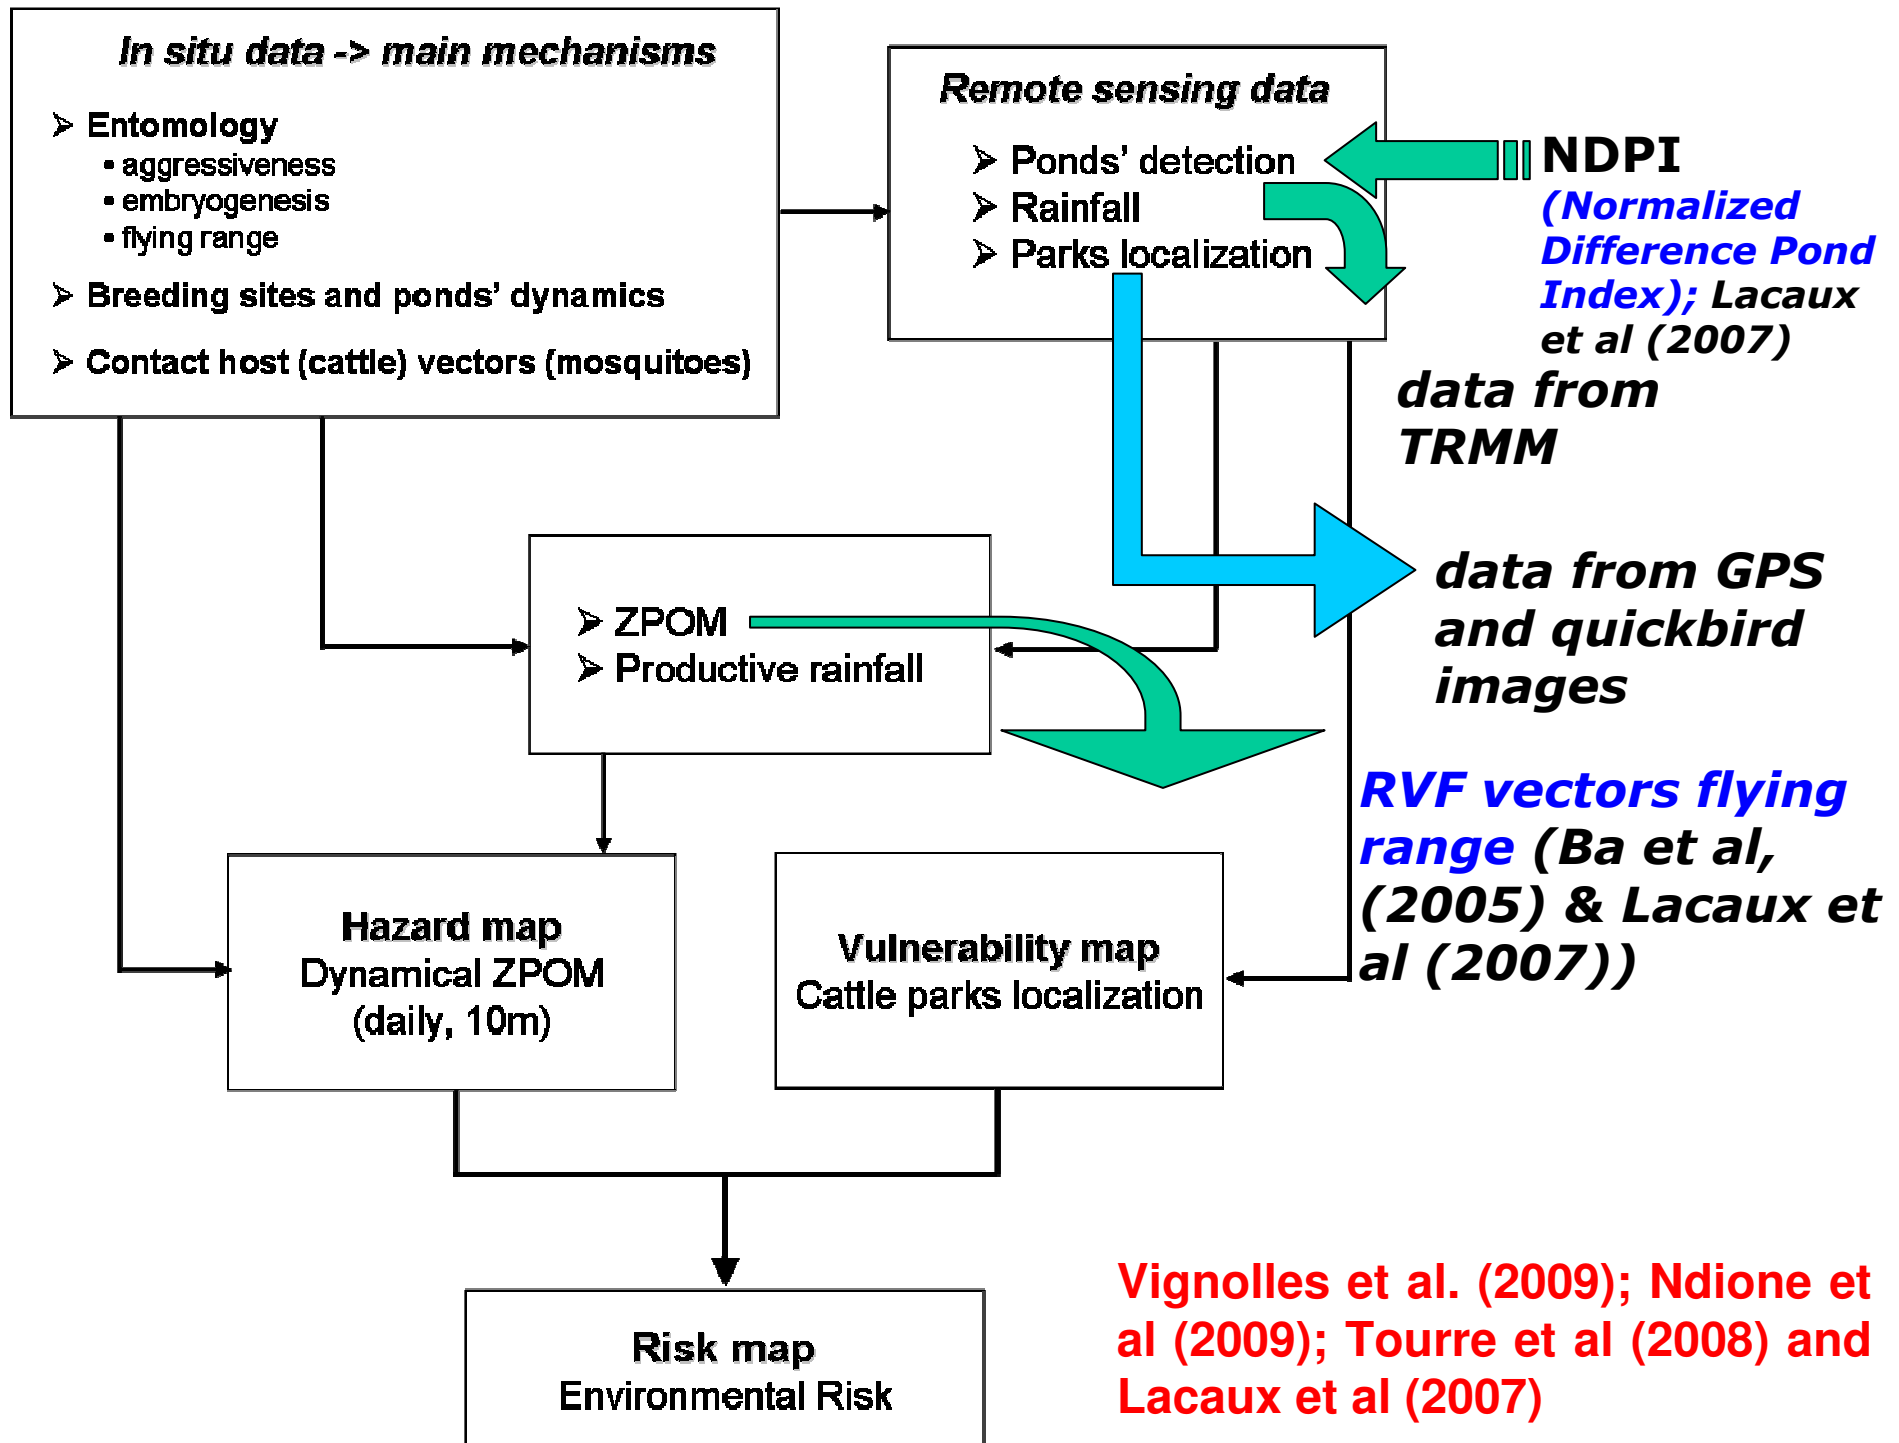 In situ data -> main mechanisms
➢ Entomology
▪ aggressiveness
▪ embryogenesis
▪ flying range
➢ Breeding sites and ponds’ dynamics
➢ Contact host (cattle) vectors (mosquitoes)
Remote sensing data
➢ Ponds’ detection
➢ Rainfall
➢ Parks localization
NDPI
(Normalized
Difference Pond
Index); Lacaux
et al (2007)
data from
TRMM
data from GPS
and quickbird
images
➢ ZPOM
➢ Productive rainfall
RVF vectors flying
range (Ba et al,
(2005) & Lacaux et
al (2007))
Hazard map
Dynamical ZPOM
(daily, 10m)
Vulnerability map
Cattle parks localization
Risk map
Environmental Risk
Vignolles et al. (2009); Ndione et
al (2009); Tourre et al (2008) and
Lacaux et al (2007)